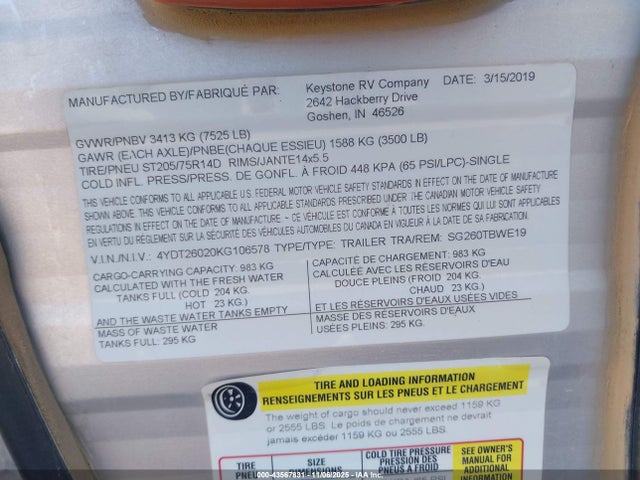 MANUFACTURED BY/FABRIQUÉ PAR: Keystone RV Company DATE: 3/15/2019
2642 Hackberry Drive
Goshen, IN 46526
GVWR/PNBV 3413 KG (7525 LB)
GAWR (EACH AXLE)/PNBE(CHAQUE ESSIEU) 1588 KG (3500 LB)
TIRE/PNEU ST205/75R14D RIMS/JANTE14x5.5
COLD INFL. PRESS/PRESS. DE GONFL. À FROID 448 KPA (65 PSI/LPC)-SINGLE
THIS VEHICLE CONFORMS TO ALL APPLICABLE U.S. FEDERAL MOTOR VEHICLE SAFETY STANDARDS IN EFFECT ON THE DATE OF MANUFACTURE
SHOWN ABOVE. THIS VEHICLE CONFORMS TO ALL APPLICABLE STANDARDS PRESCRIBED UNDER THE CANADIAN MOTOR VEHICLE
SAFETY REGULATIONS IN EFFECT ON THE DATE OF MANUFACTURE. - CE VÉHICULE EST CONFORME À TOUTES LES NORMES QUI LUI SONT APPLICABLES
EN VERTU DU RÈGLEMENT SUR LA SÉCURITÉ DES VÉHICULES AUTOMOBILES DU CANADA EN VIGUEUR À LA DATE DE SA FABRICATION.
V.I.N./N.I.V.: 4YDT26020KG106578 TYPE/TYPE: TRAILER TRA/REM: SG260TBWE19
CARGO-CARRYING CAPACITY: 983 KG
CALCULATED WITH THE FRESH WATER
TANKS FULL (COLD 204 KG.
HOT 23 KG.)
AND THE WASTE WATER TANKS EMPTY
MASS OF WASTE WATER
TANKS FULL: 295 KG
CAPACITÉ DE CHARGEMENT: 983 KG
CALCULÉE AVEC LES RÉSERVOIRS D'EAU
DOUCE PLEINS (FROID 204 KG.
CHAUD 23 KG.)
ET LES RÉSERVOIRS D'EAUX USÉES VIDES
MASSE DES RÉSERVOIRS D'EAUX
USÉES PLEINS: 295 KG.
TIRE AND LOADING INFORMATION
RENSEIGNEMENTS SUR LES PNEUS ET LE CHARGEMENT
The weight of cargo should never exceed 1159 KG
or 2555 LBS. Le poids de chargement ne devrait
jamais excéder 1159 KG ou 2555 LBS.
TIRE
PNEU
SIZE
DIMENSIONS
COLD TIRE PRESSURE
PRESSION DES
PNEUS A FROID
SEE OWNER'S
MANUAL FOR
ADDITIONAL
INFORMATION
000-43567831 - 11/06/2025 - IAAI.COM